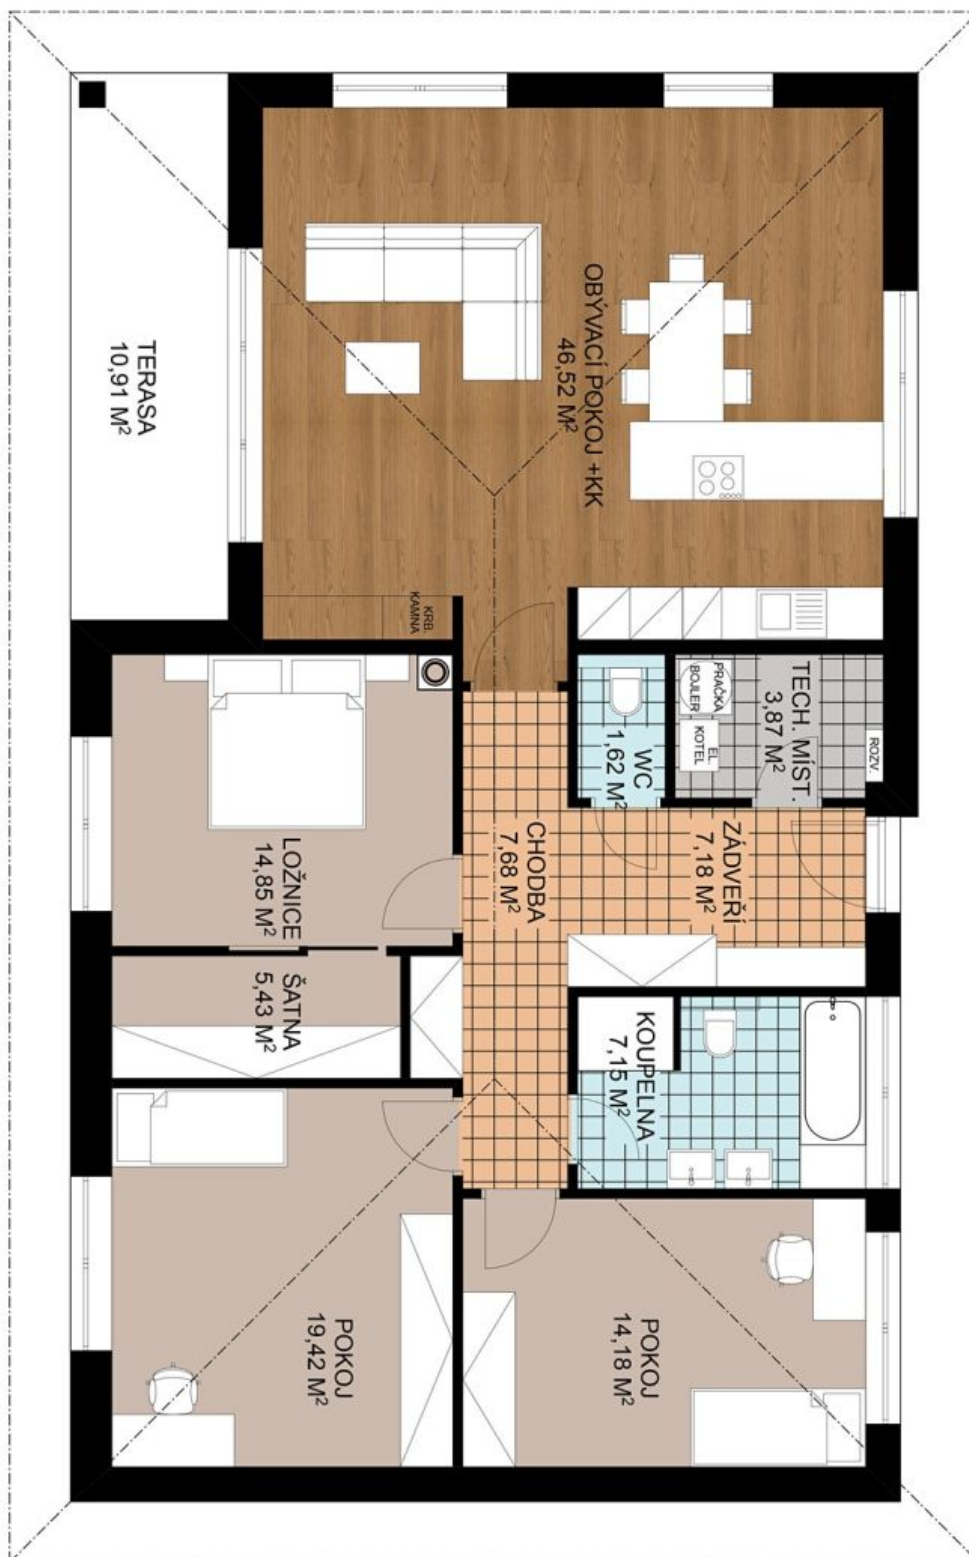 TERASA
10,91 M²
OBÝVACÍ POKOJ +KK
46,52 M²
KRB.
KAMNA
TECH. MÍST.
3,87 M²
PRAČKA
BOJLER
EL.
KOTEL
ROZV.
WC
1,62 M²
ZÁDVEŘÍ
7,18 M²
CHODBA
7,68 M²
LOŽNICE
14,85 M²
ŠATNA
5,43 M²
KOUPELNA
7,15 M²
POKOJ
19,42 M²
POKOJ
14,18 M²